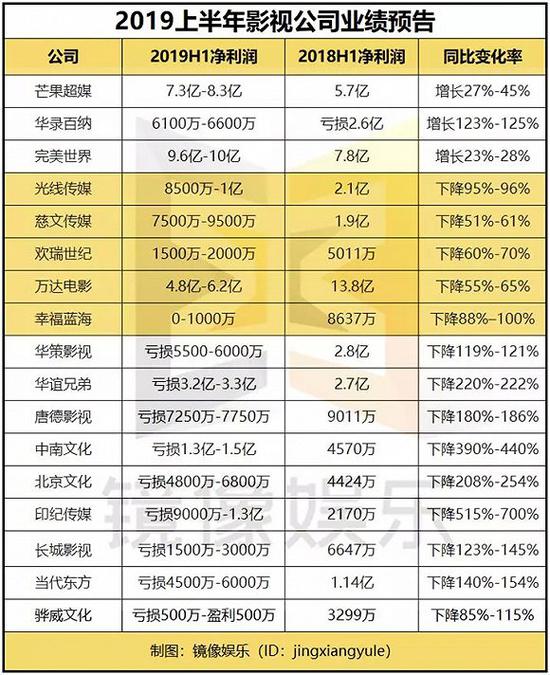 2019上半年影视公司业绩预告
公司 2019H1净利润 2018H1净利润 同比变化率
芒果超媒 7.3亿-8.3亿 5.7亿 增长27%-45%
华录百纳 6100万-6600万 亏损2.6亿 增长123%-125%
完美世界 9.6亿-10亿 7.8亿 增长23%-28%
光线传媒 8500万-1亿 2.1亿 下降95%-96%
慈文传媒 7500万-9500万 1.9亿 下降51%-61%
欢瑞世纪 1500万-2000万 5011万 下降60%-70%
万达电影 4.8亿-6.2亿 13.8亿 下降55%-65%
幸福蓝海 0-1000万 8637万 下降88%–100%
华策影视 亏损5500-6000万 2.8亿 下降119%-121%
华谊兄弟 亏损3.2亿-3.3亿 2.7亿 下降220%-222%
唐德影视 亏损7250万-7750万 9011万 下降180%-186%
中南文化 亏损1.3亿-1.5亿 4570万 下降390%-440%
北京文化 亏损4800万-6800万 4424万 下降208%-254%
印纪传媒 亏损9000万-1.3亿 2170万 下降515%-700%
长城影视 亏损1500万-3000万 6647万 下降123%-145%
当代东方 亏损4500万-6000万 1.14亿 下降140%-154%
骅威文化 亏损500万-盈利500万 3299万 下降85%-115%
制图：镜像娱乐（ID：jingxiangyule）
镜像娱乐